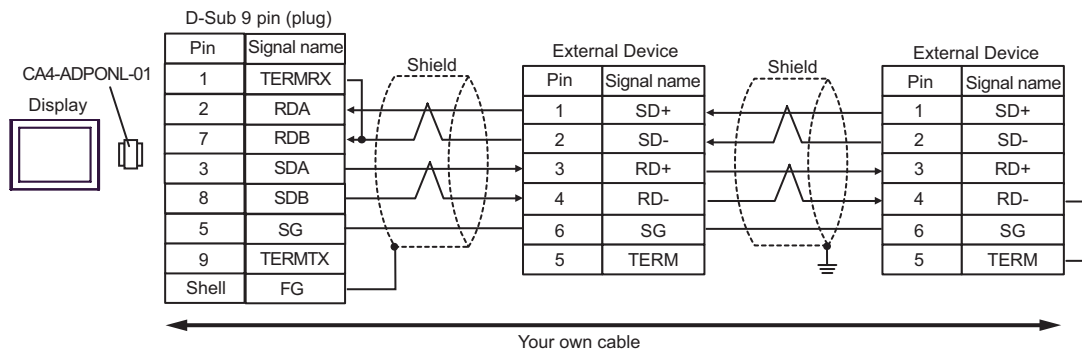 D-Sub 9 pin (plug)
CA4-ADPONL-01
Display
Pin Signal name
1 TERMRX
2 RDA
7 RDB
3 SDA
8 SDB
5 SG
9 TERMTX
Shell FG
Shield
External Device
Pin Signal name
1 SD+
2 SD-
3 RD+
4 RD-
6 SG
5 TERM
Shield
External Device
Pin Signal name
1 SD+
2 SD-
3 RD+
4 RD-
6 SG
5 TERM
Your own cable